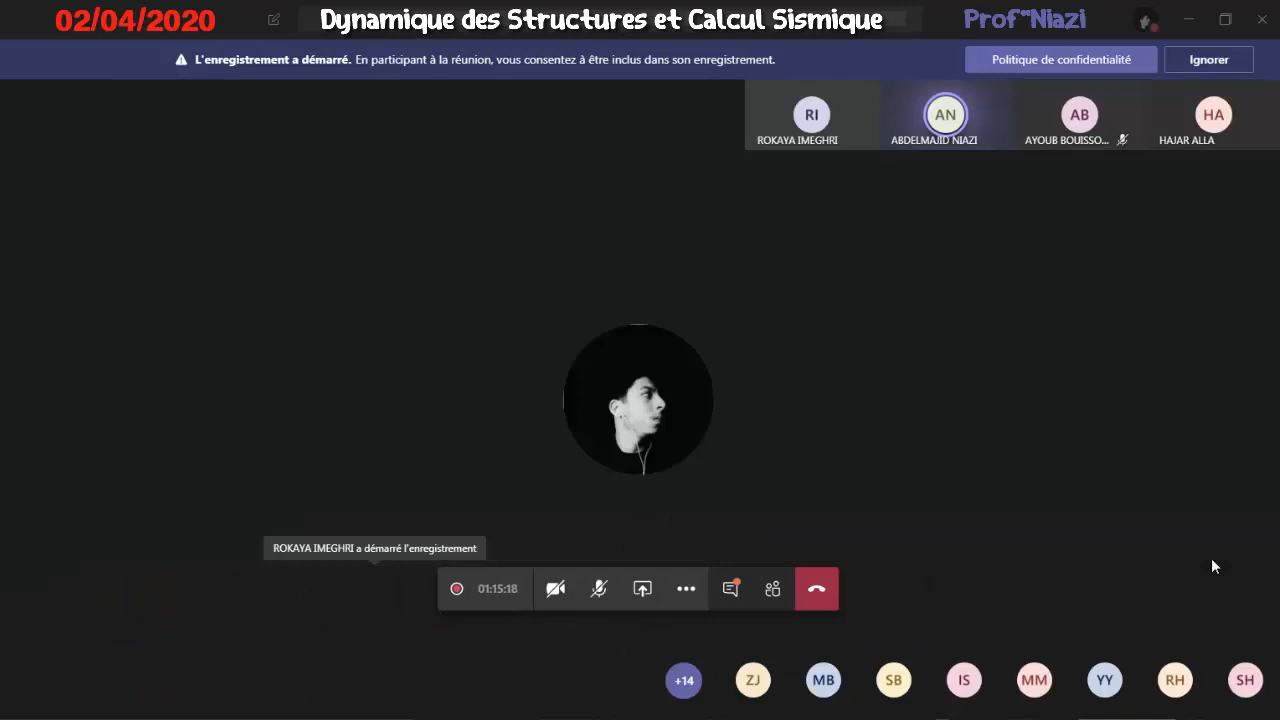 02/04/2020 Dynamique des Structures et Calcul Sismique Prof"Niazi
L'enregistrement a démarré. En participant à la réunion, vous consentez à être inclus dans son enregistrement. Politique de confidentialité Ignorer
RI AN AB HA
ROKAYA IMEGHRI ABDELMAJID NIAZI AYOUB BOUISSO... HAJAR ALLA
ROKAYA IMEGHRI a démarré l'enregistrement
01:15:18
+14 ZJ MB SB IS MM YY RH SH